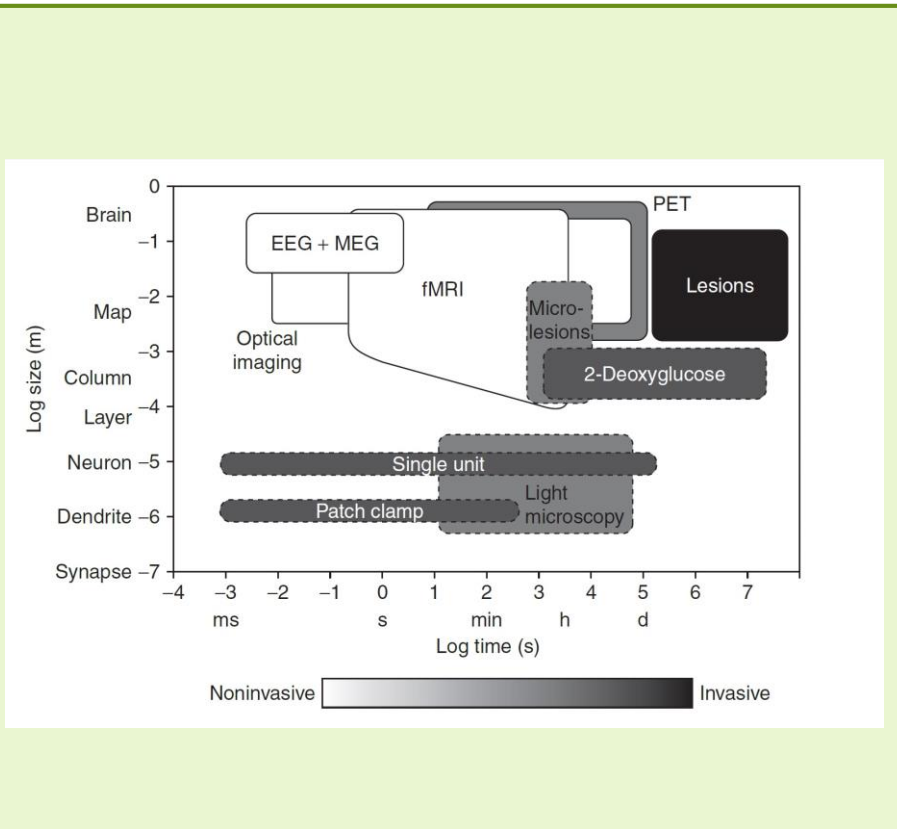 0
Brain
PET
−1
EEG + MEG
−2
fMRI
Lesions
Map
Micro-
lesions
Optical
imaging
−3
Log size (m)
Column
2-Deoxyglucose
−4
Layer
Neuron −5
Single unit
Light
microscopy
Dendrite −6
Patch clamp
Synapse −7
−4 −3 −2 −1 0 1 2 3 4 5 6 7
ms s min h d
Log time (s)
Noninvasive Invasive